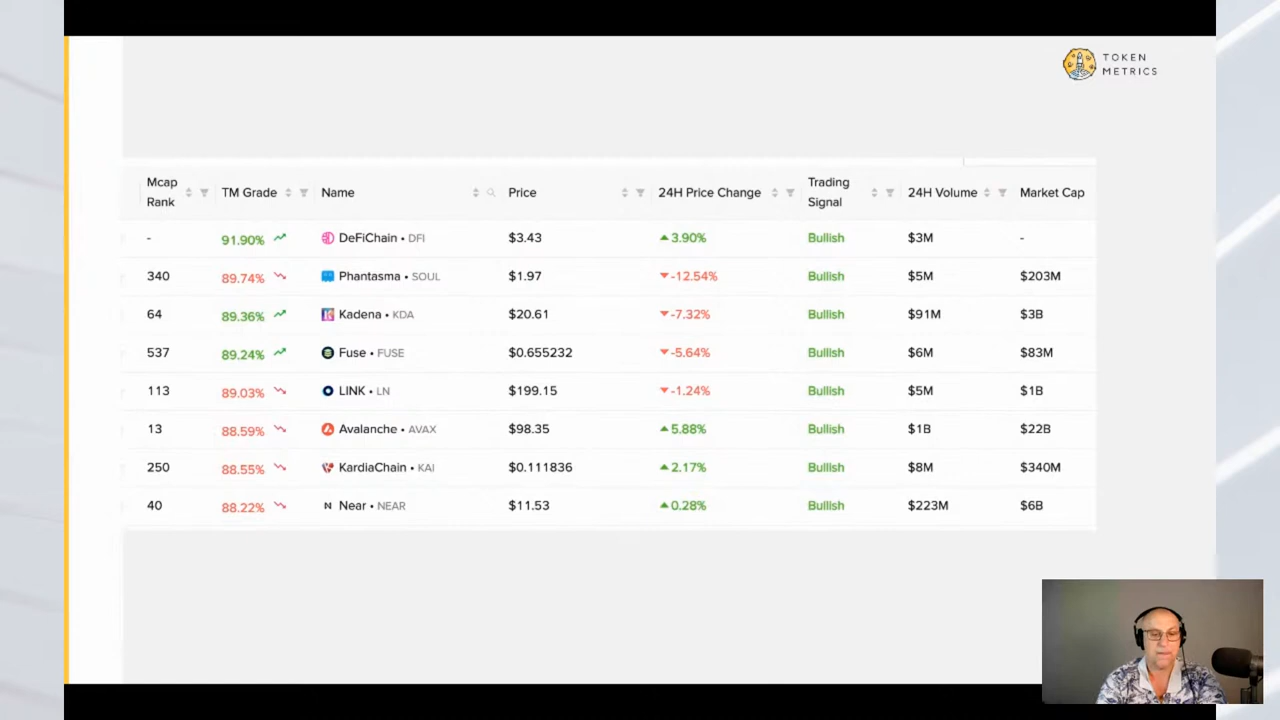 TOKEN
METRICS
Mcap Rank TM Grade Name Price 24H Price Change Trading Signal 24H Volume Market Cap
- 91.90% DeFiChain • DFI $3.43 3.90% Bullish $3M -
340 89.74% Phantasma • SOUL $1.97 -12.54% Bullish $5M $203M
64 89.36% Kadena • KDA $20.61 -7.32% Bullish $91M $3B
537 89.24% Fuse • FUSE $0.655232 -5.64% Bullish $6M $83M
113 89.03% LINK • LN $199.15 -1.24% Bullish $5M $1B
13 88.59% Avalanche • AVAX $98.35 5.88% Bullish $1B $22B
250 88.55% KardiaChain • KAI $0.111836 2.17% Bullish $8M $340M
40 88.22% Near • NEAR $11.53 0.28% Bullish $223M $6B